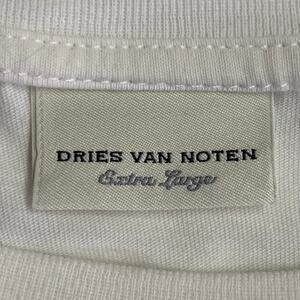 DRIES VAN NOTEN
Extra Large